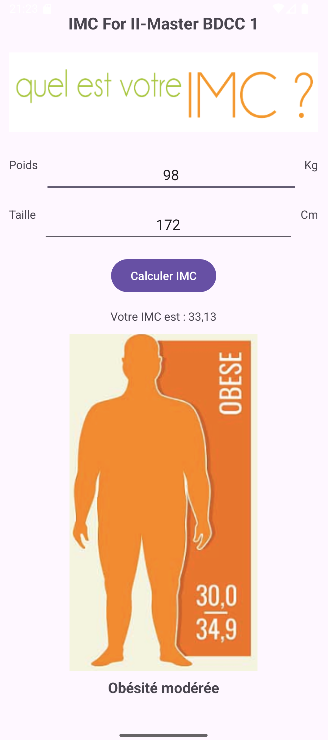 IMC For II-Master BDCC 1
quel est votre IMC ?
Poids 98 Kg
Taille 172 Cm
Calculer IMC
Votre IMC est : 33,13
OBESE
30,0
34,9
Obésité modérée